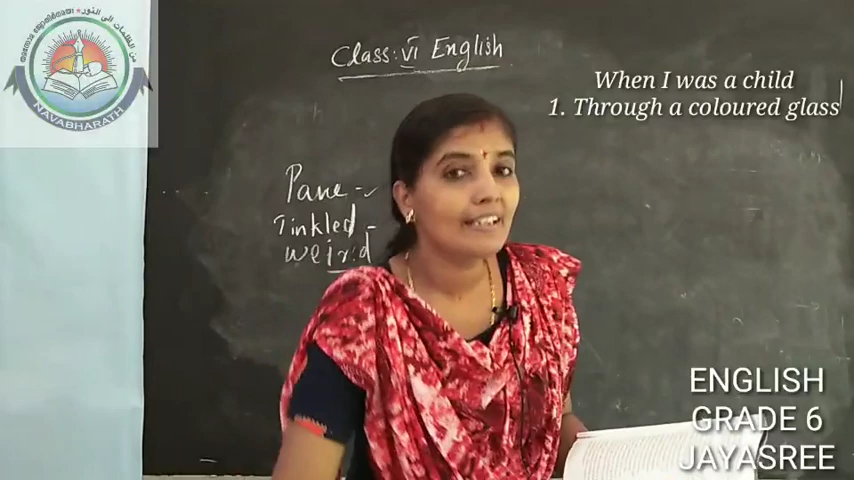 Class: VI English
When I was a child
1. Through a coloured glass
Pane -
Tinkled -
weird
NAVABHARATH
ENGLISH
GRADE 6
JAYASREE